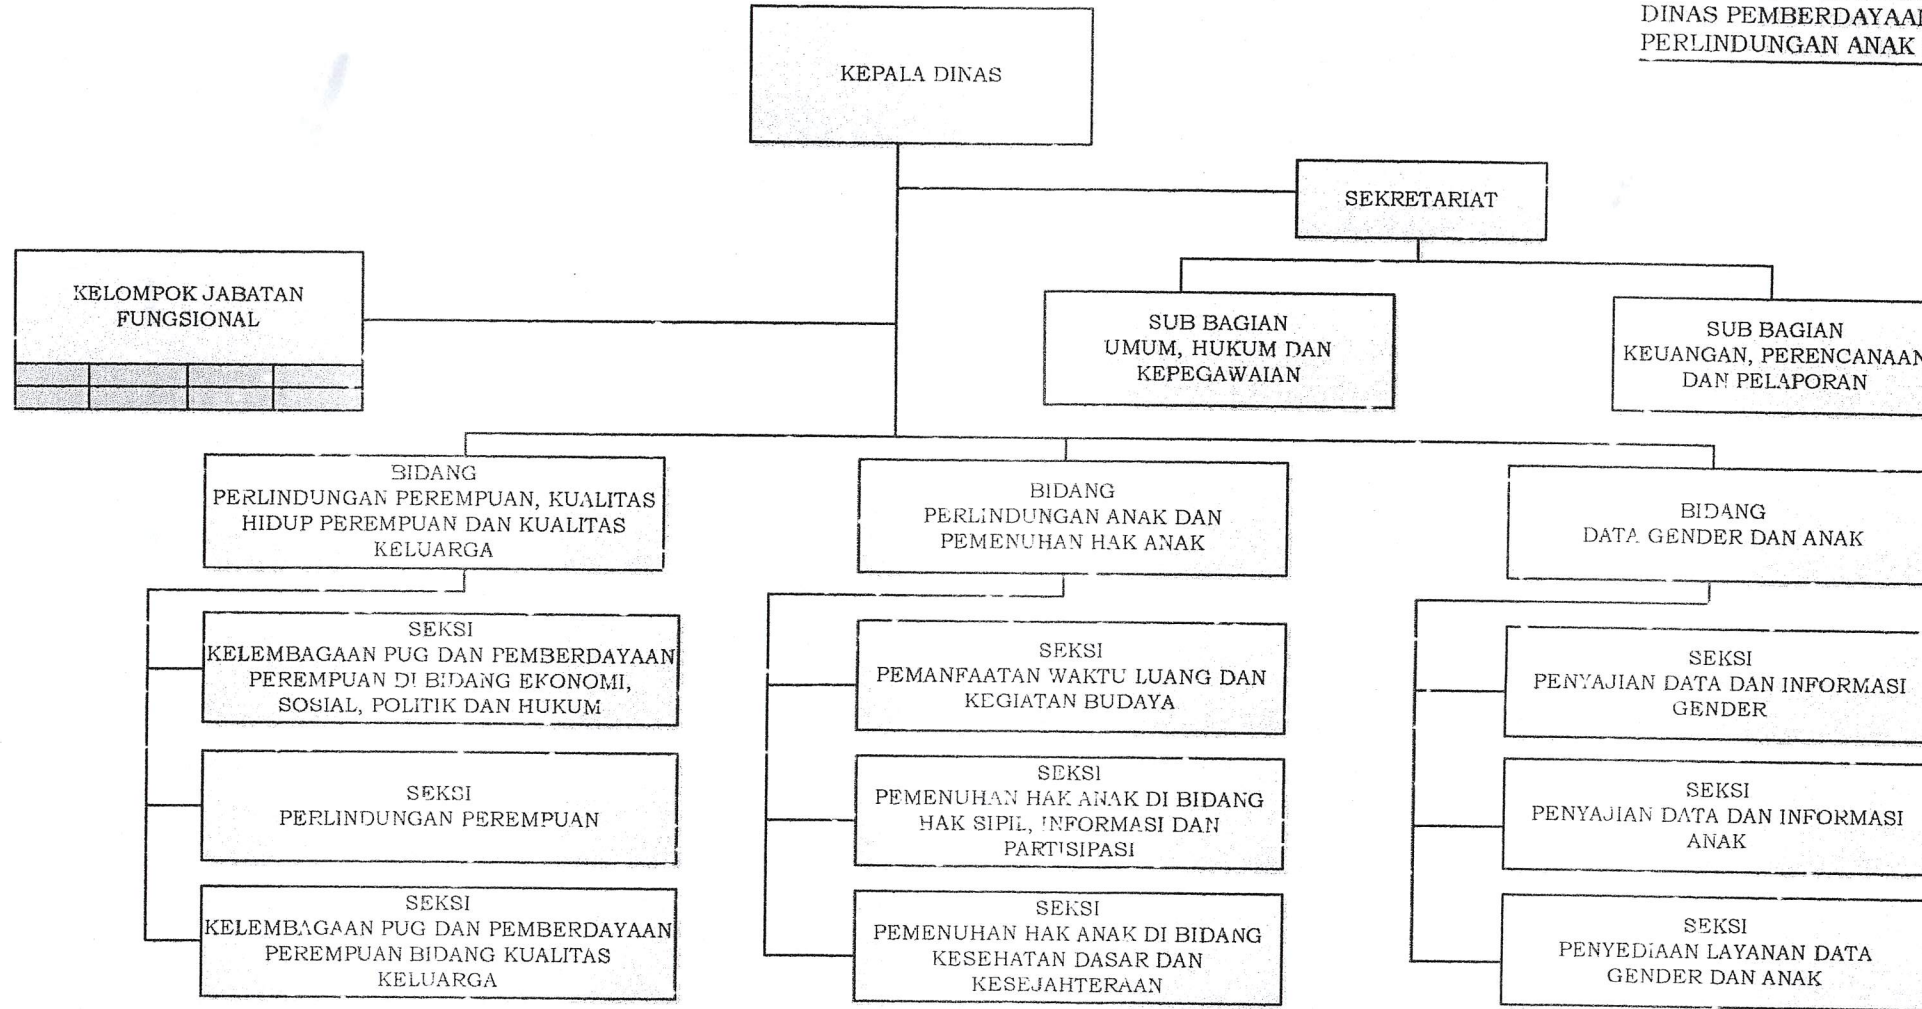 DINAS PEMBERDAYAAN
PERLINDUNGAN ANAK
KEPALA DINAS
SEKRETARIAT
KELOMPOK JABATAN
FUNGSIONAL
SUB BAGIAN
UMUM, HUKUM DAN
KEPEGAWAIAN
SUB BAGIAN
KEUANGAN, PERENCANAAN
DAN PELAPORAN
BIDANG
PERLINDUNGAN PEREMPUAN, KUALITAS
HIDUP PEREMPUAN DAN KUALITAS
KELUARGA
BIDANG
PERLINDUNGAN ANAK DAN
PEMENUHAN HAK ANAK
BIDANG
DATA GENDER DAN ANAK
SEKSI
KELEMBAGAAN PUG DAN PEMBERDAYAAN
PEREMPUAN DI BIDANG EKONOMI,
SOSIAL, POLITIK DAN HUKUM
SEKSI
PERLINDUNGAN PEREMPUAN
SEKSI
KELEMBAGAAN PUG DAN PEMBERDAYAAN
PEREMPUAN BIDANG KUALITAS
KELUARGA
SEKSI
PEMANFAATAN WAKTU LUANG DAN
KEGIATAN BUDAYA
SEKSI
PEMENUHAN HAK ANAK DI BIDANG
HAK SIPIL, INFORMASI DAN
PARTISIPASI
SEKSI
PEMENUHAN HAK ANAK DI BIDANG
KESEHATAN DASAR DAN
KESEJAHTERAAN
SEKSI
PENYAJIAN DATA DAN INFORMASI
GENDER
SEKSI
PENYAJIAN DATA DAN INFORMASI
ANAK
SEKSI
PENYEDIAAN LAYANAN DATA
GENDER DAN ANAK